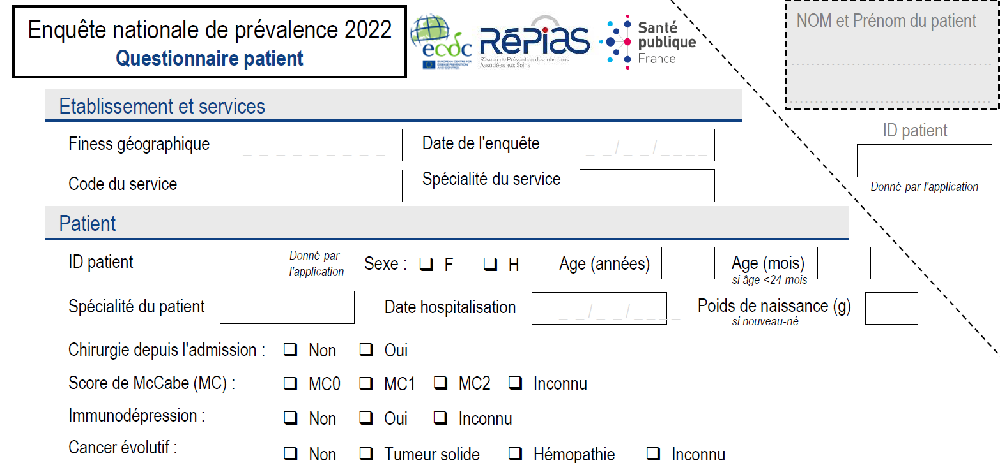 Enquête nationale de prévalence 2022
Questionnaire patient
ecdc
EUROPEAN CENTRE FOR
DISEASE PREVENTION
AND CONTROL
RéPIAS
Réseau de Prévention des Infections
Associées aux Soins
Santé
publique
France
NOM et Prénom du patient
ID patient
Donné par l'application
Etablissement et services
Finess géographique _ _ _ _ _ _ _ _ _ Date de l'enquête _ _/_ _/_ _ _ _
Code du service Spécialité du service
Patient
ID patient Donné par l'application Sexe : ❑ F ❑ H Age (années) Age (mois) si âge <24 mois
Spécialité du patient Date hospitalisation _ _/_ _/_ _ _ _ Poids de naissance (g) si nouveau-né
Chirurgie depuis l'admission : ❑ Non ❑ Oui
Score de McCabe (MC) : ❑ MC0 ❑ MC1 ❑ MC2 ❑ Inconnu
Immunodépression : ❑ Non ❑ Oui ❑ Inconnu
Cancer évolutif : ❑ Non ❑ Tumeur solide ❑ Hémopathie ❑ Inconnu